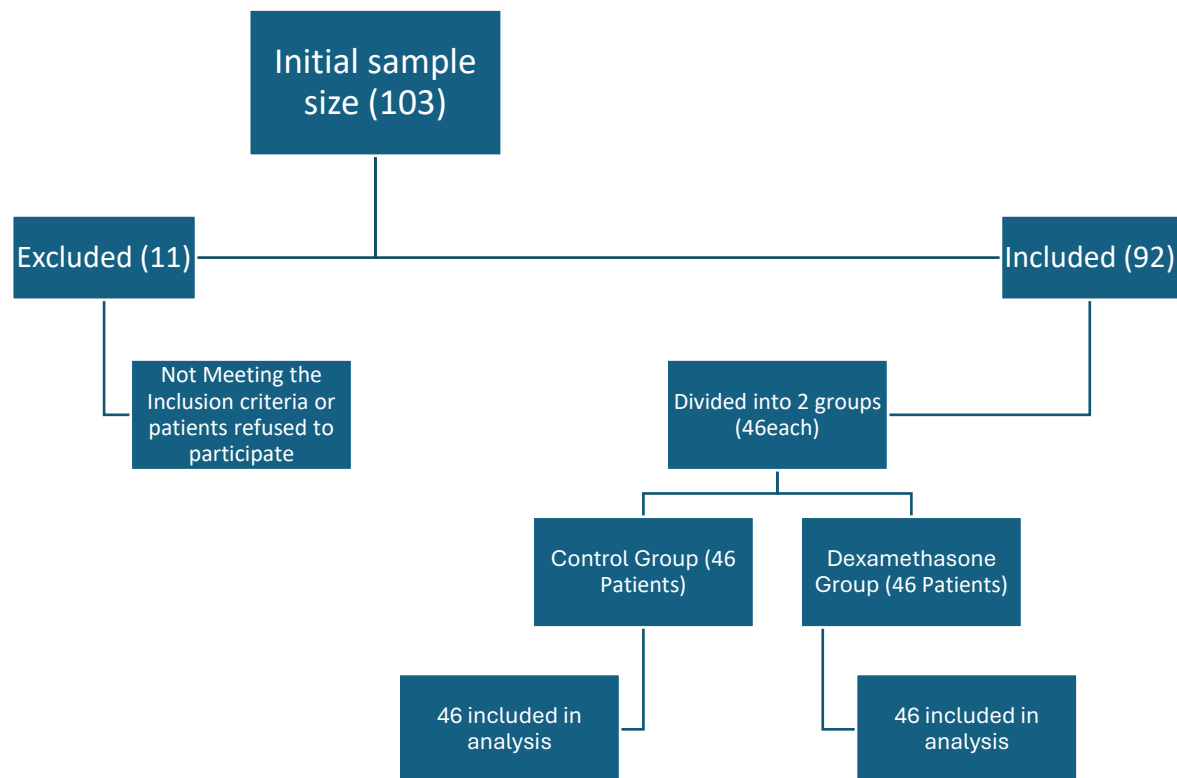 Initial sample
size (103)
Excluded (11)
Included (92)
Not Meeting the
Inclusion criteria or
patients refused to
participate
Divided into 2 groups
(46each)
Control Group (46
Patients)
Dexamethasone
Group (46 Patients)
46 included in
analysis
46 included in
analysis